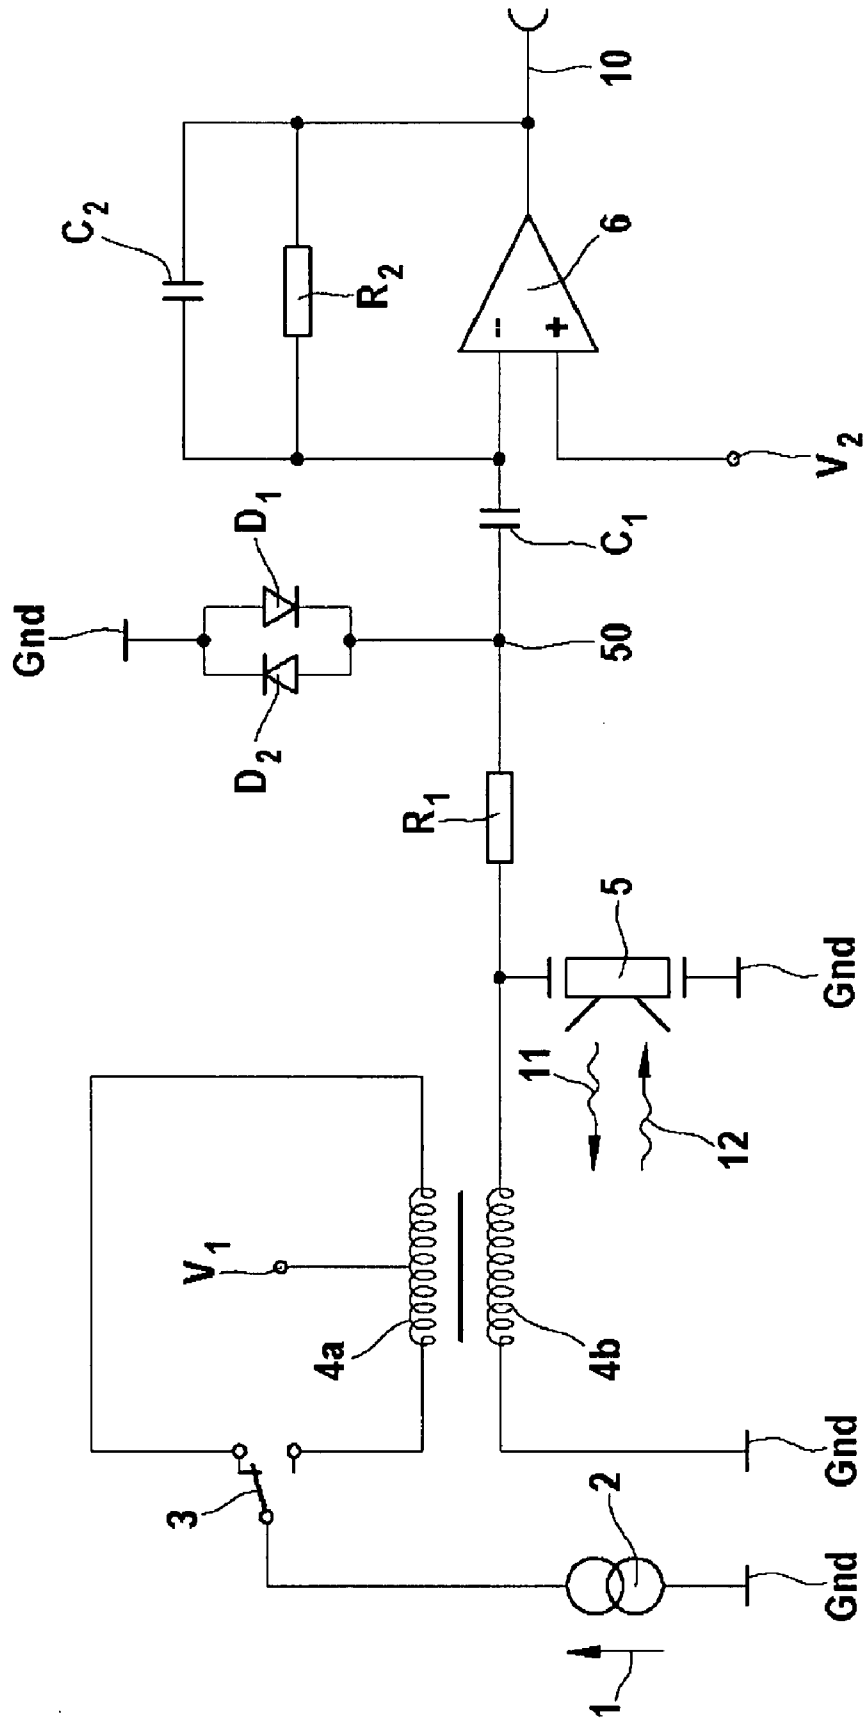 Gnd
C₂
3
V₁
D₂
D₁
4a
R₂
R₁
--
11
+
1
2
4b
5
50
C₁
6
10
12
Gnd
Gnd
Gnd
V₂